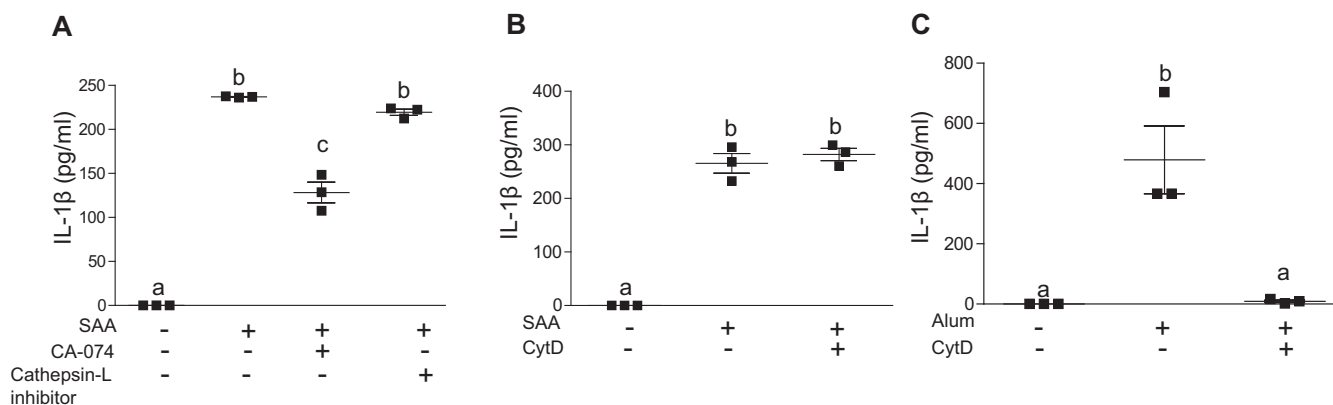 A
IL-1β (pg/ml)
250
200
150
100
50
0
a
b
c
b
SAA - + + +
CA-074 - - + -
Cathepsin-L - - - +
inhibitor
B
IL-1β (pg/ml)
400
300
200
100
0
a
b
b
SAA - + +
CytD - - +
C
IL-1β (pg/ml)
800
600
400
200
0
a
b
a
Alum - + +
CytD - - +